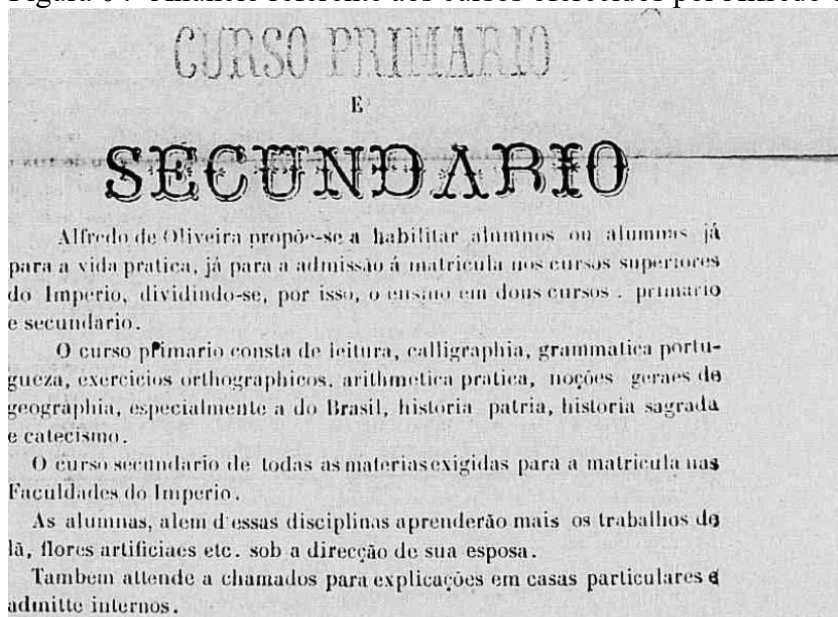 CURSO PRIMARIO
E
SECUNDARIO
Alfredo de Oliveira propõe-se a habilitar alumnos ou alumnas já
para a vida pratica, já para a admissão á matricula nos cursos superiores
do Imperio, dividindo-se, por isso, o ensino em dous cursos : primario
e secundario.
O curso primario consta de leitura, calligraphia, grammatica portu-
gueza, exercicios orthographicos, arithmetica pratica, noções geraes de
geographia, especialmente a do Brasil, historia patria, historia sagrada
e catecismo.
O curso secundario de todas as materias exigidas para a matricula nas
Faculdades do Imperio.
As alumnas, alem d'essas disciplinas aprenderão mais os trabalhos de
lã, flores artificiaes etc. sob a direcção de sua esposa.
Tambem attende a chamados para explicações em casas particulares e
admitte internos.